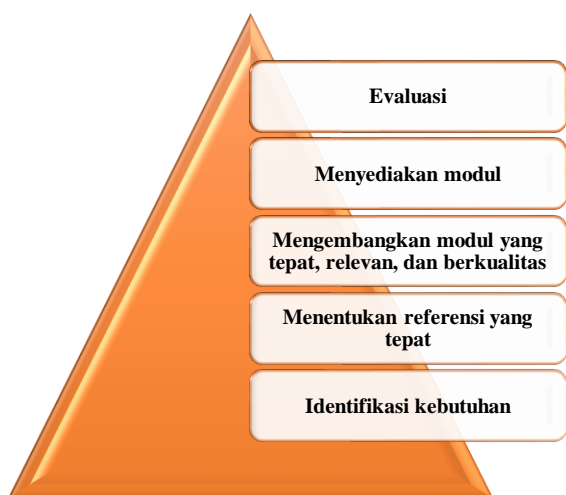 Evaluasi
Menyediakan modul
Mengembangkan modul yang
tepat, relevan, dan berkualitas
Menentukan referensi yang
tepat
Identifikasi kebutuhan